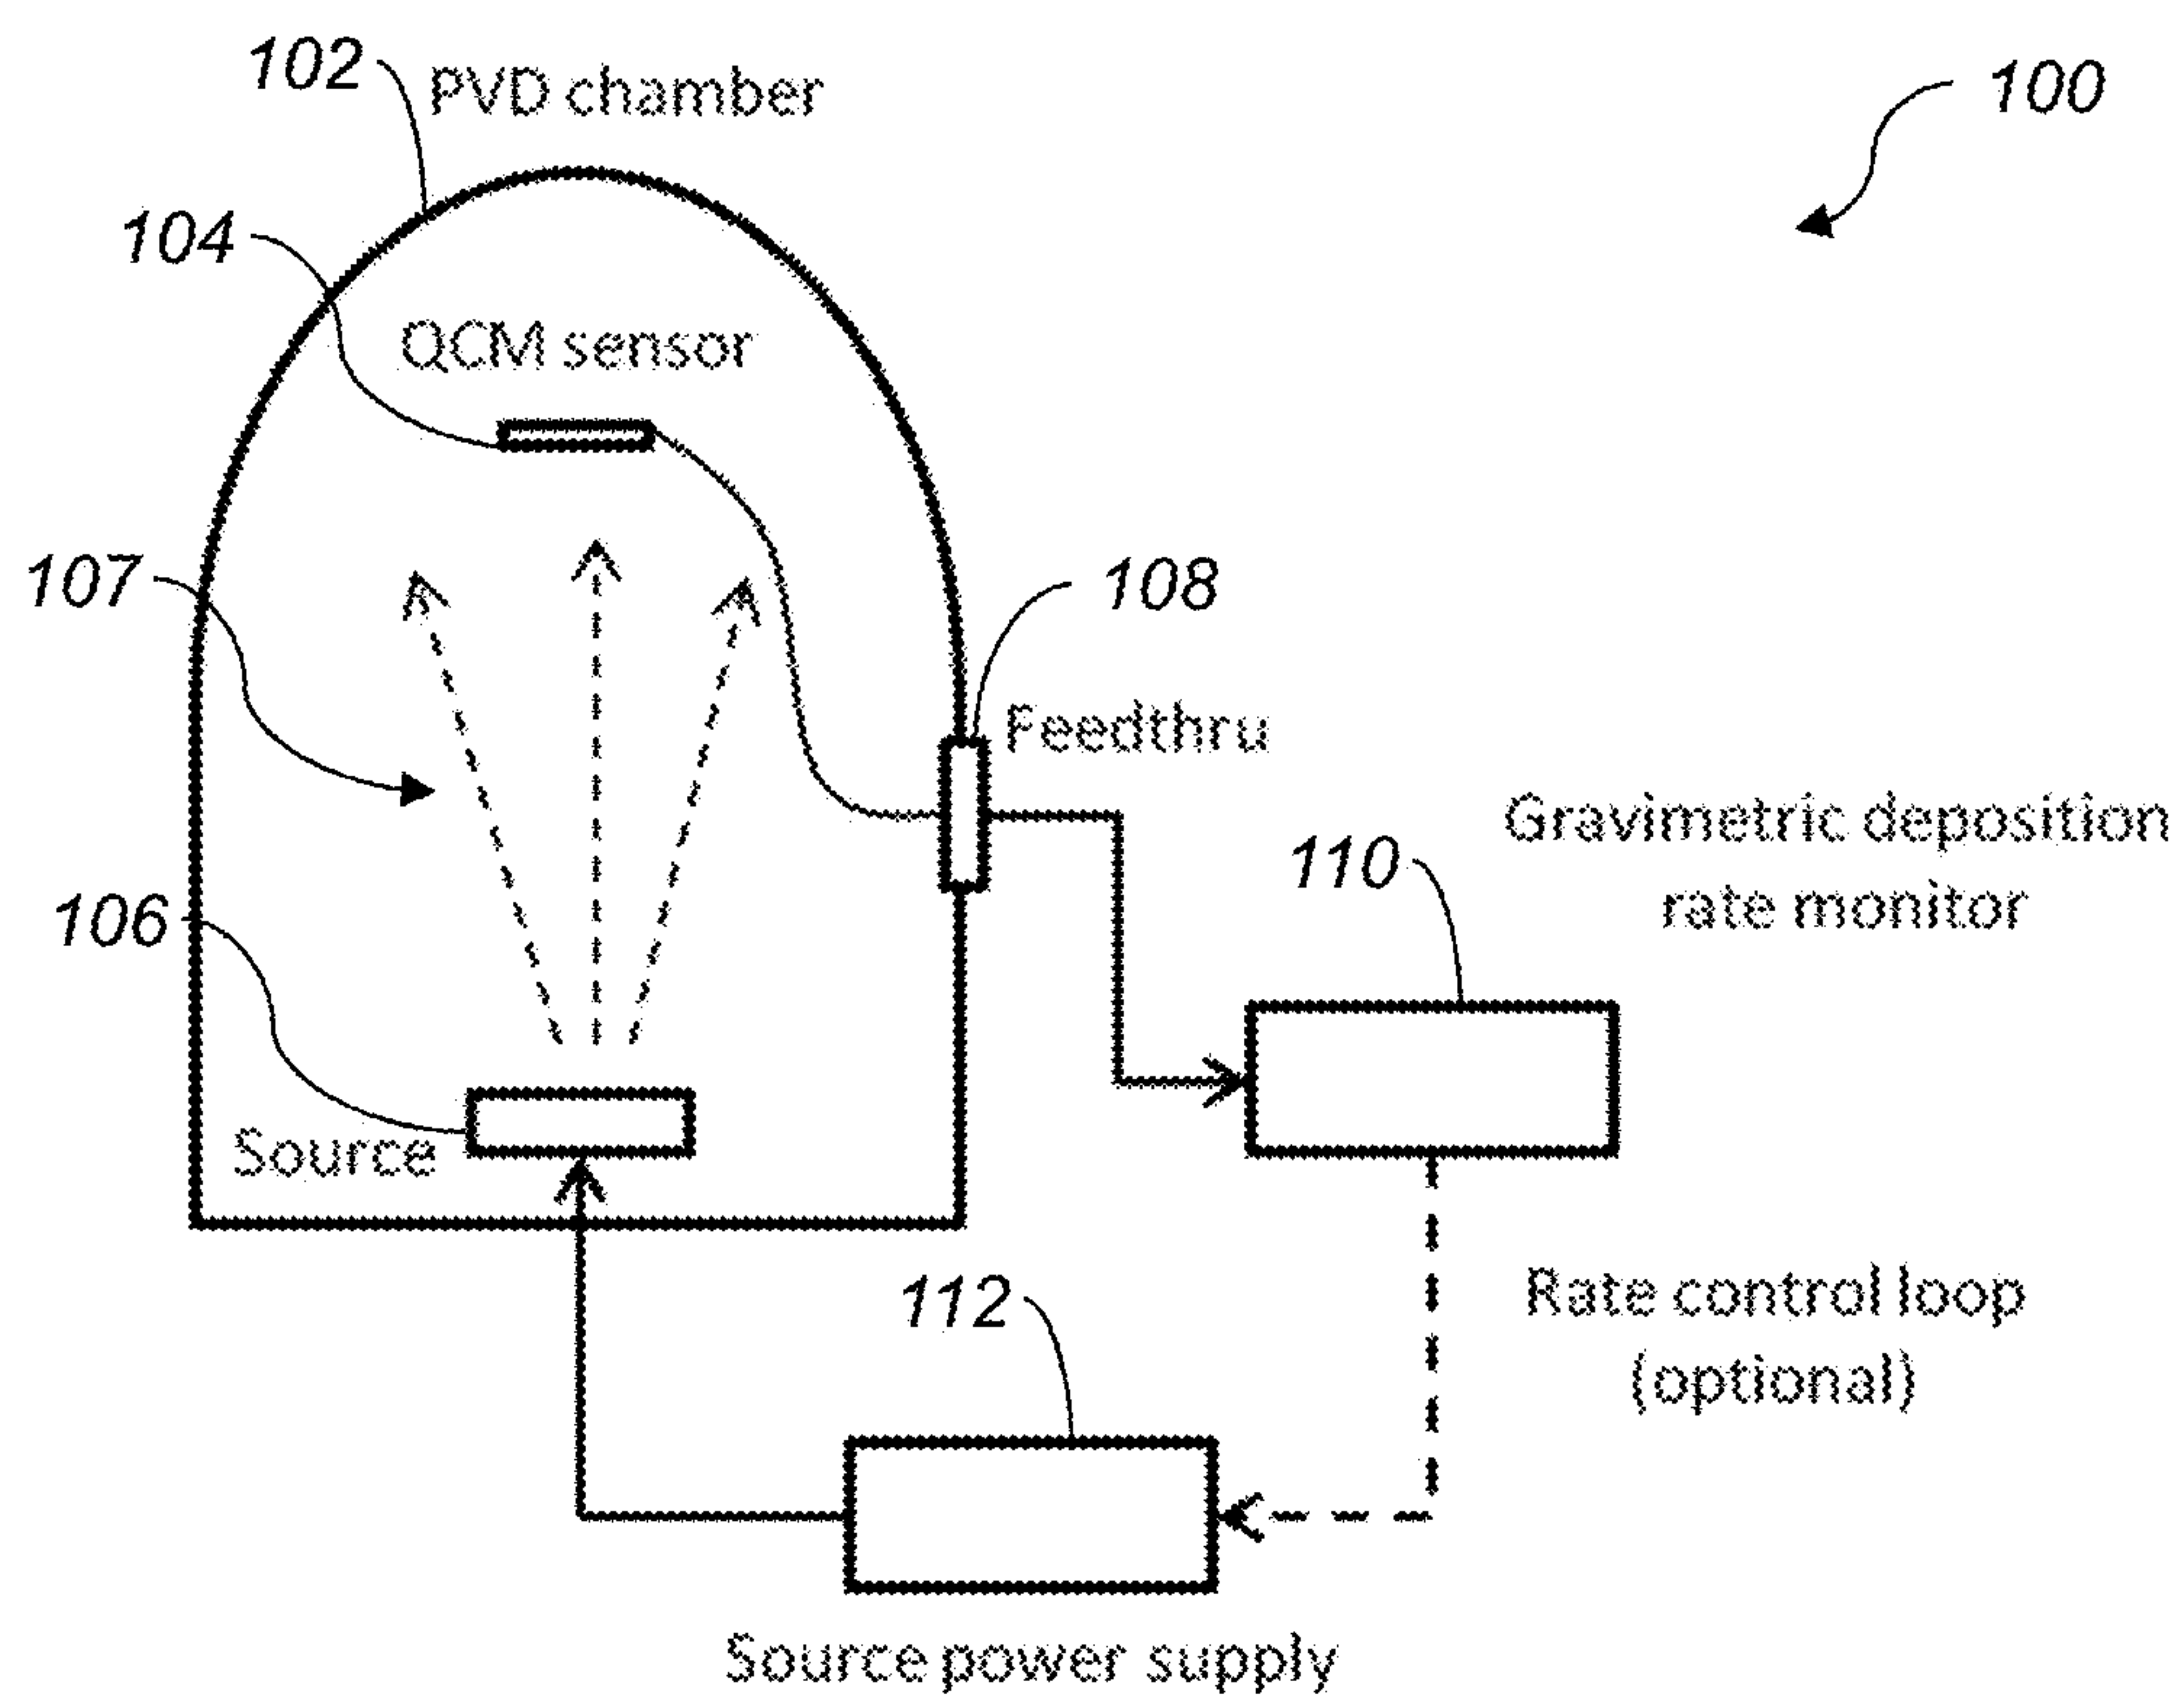 102
PVD chamber
100
104
QCM sensor
107
108
Feedthru
Gravimetric deposition
rate monitor
110
106
Source
Rate control loop
(optional)
112
Source power supply